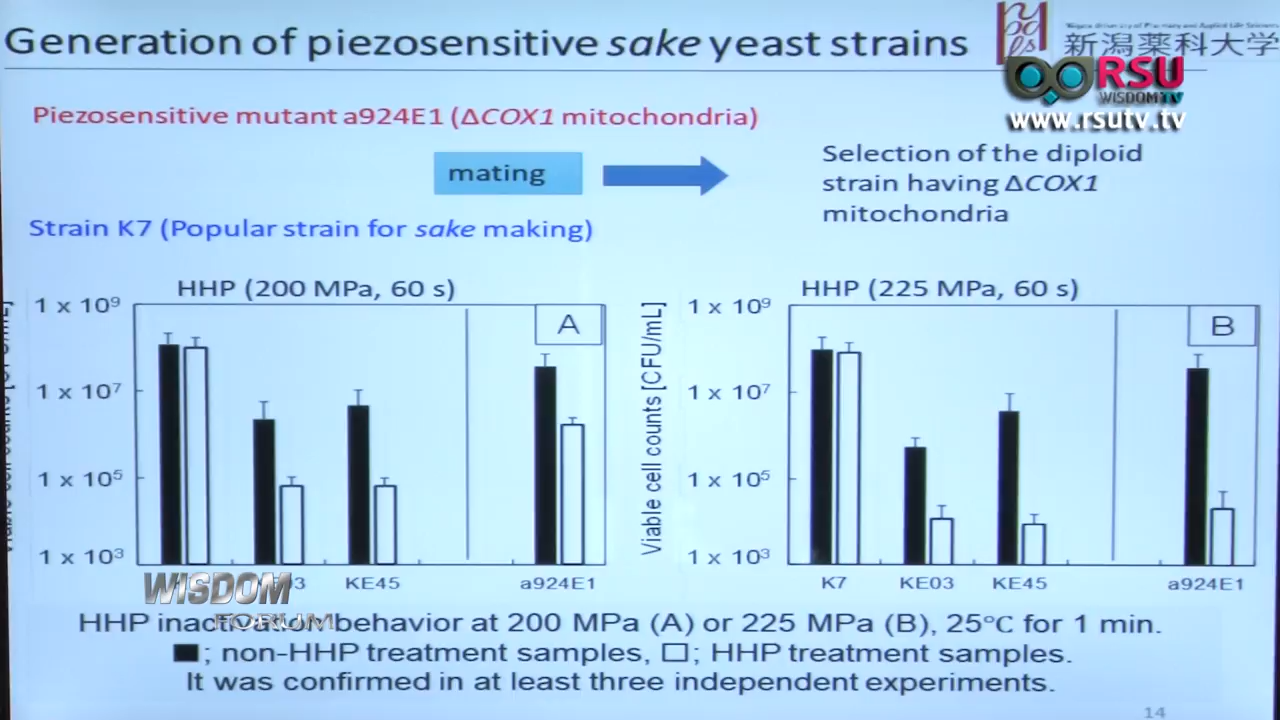 Generation of piezosensitive sake yeast strains
新潟薬科大学
RSU
WISDOM TV
www.rsutv.tv
Piezosensitive mutant a924E1 (ΔCOX1 mitochondria)
mating
Selection of the diploid
strain having ΔCOX1
mitochondria
Strain K7 (Popular strain for sake making)
HHP (200 MPa, 60 s)
A
1 x 10⁹
1 x 10⁷
1 x 10⁵
1 x 10³
KE45
a924E1
HHP (225 MPa, 60 s)
B
Viable cell counts [CFU/mL]
1 x 10⁹
1 x 10⁷
1 x 10⁵
1 x 10³
K7
KE03
KE45
a924E1
WISDOM
FORUM
HHP inactivation behavior at 200 MPa (A) or 225 MPa (B), 25°C for 1 min.
■; non-HHP treatment samples, □; HHP treatment samples.
It was confirmed in at least three independent experiments.
14